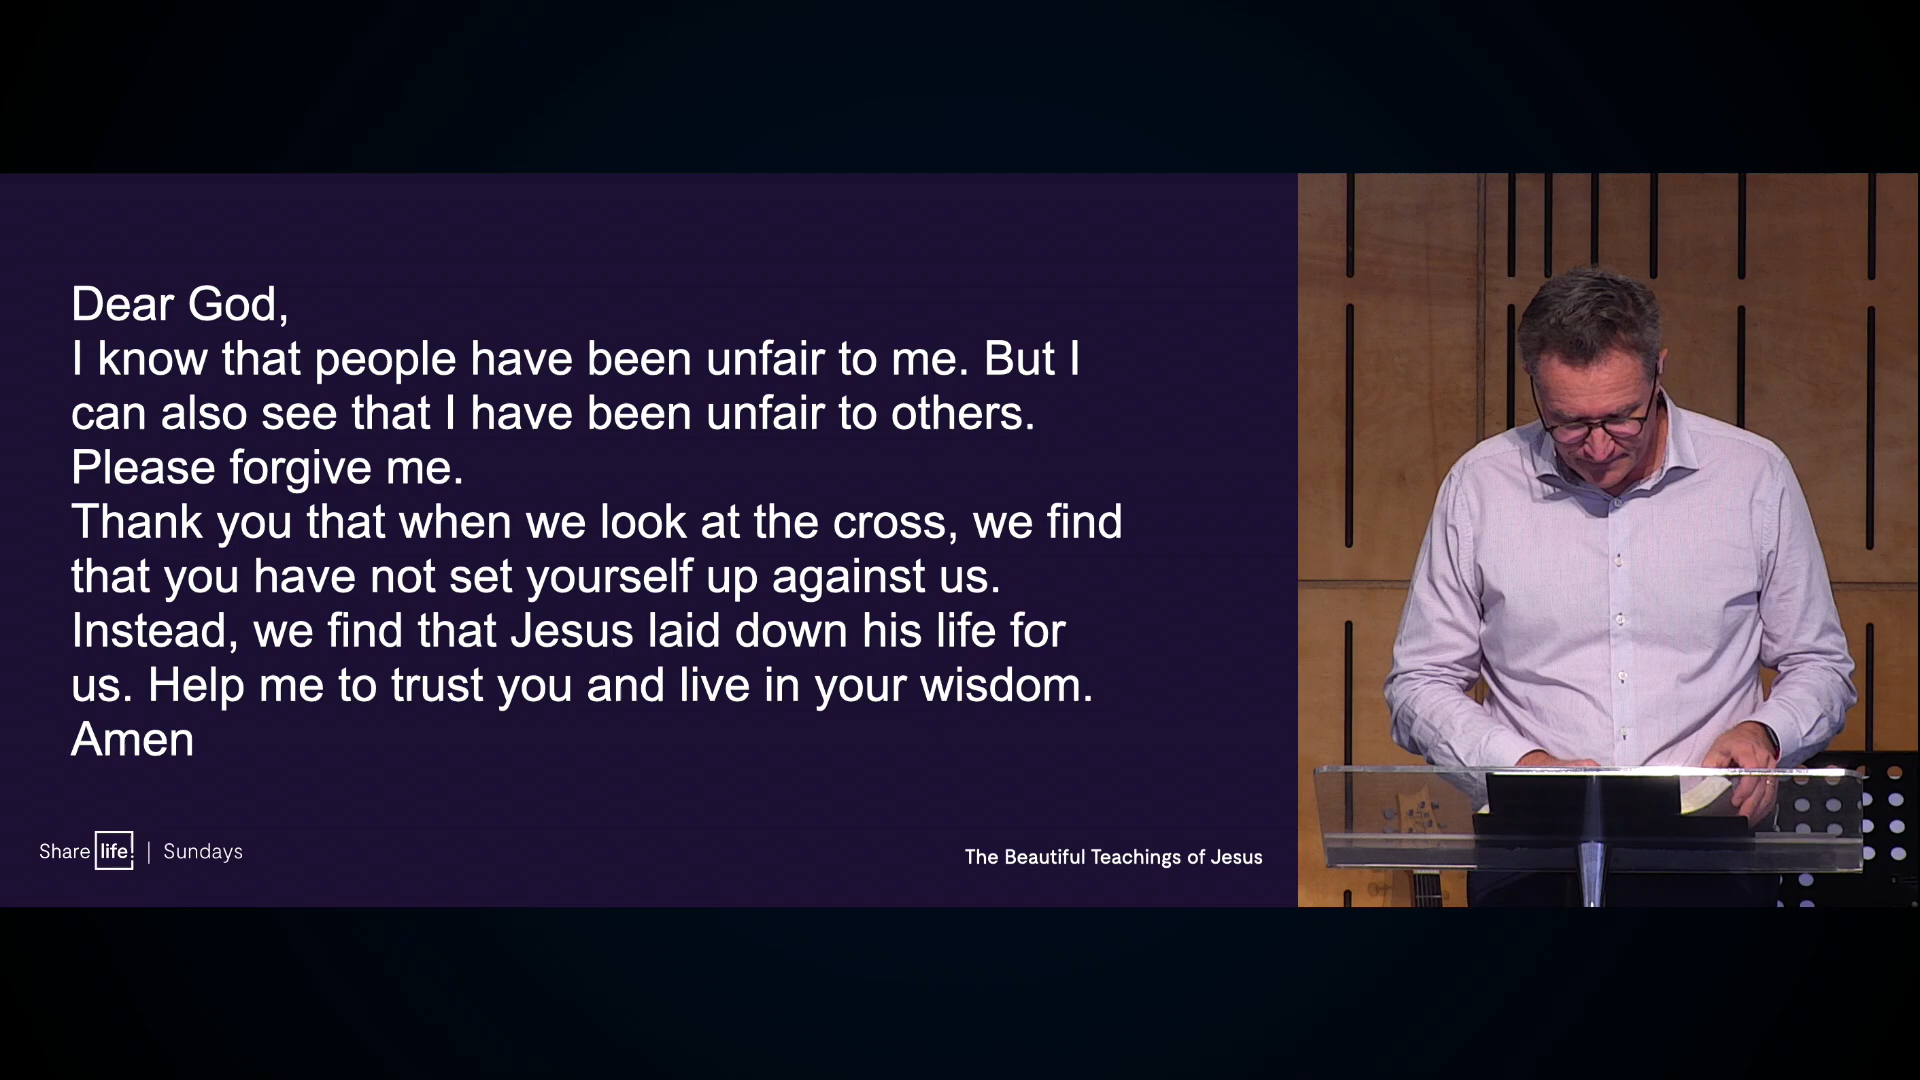 Dear God,
I know that people have been unfair to me. But I
can also see that I have been unfair to others.
Please forgive me.
Thank you that when we look at the cross, we find
that you have not set yourself up against us.
Instead, we find that Jesus laid down his life for
us. Help me to trust you and live in your wisdom.
Amen
Share life! | Sundays
The Beautiful Teachings of Jesus